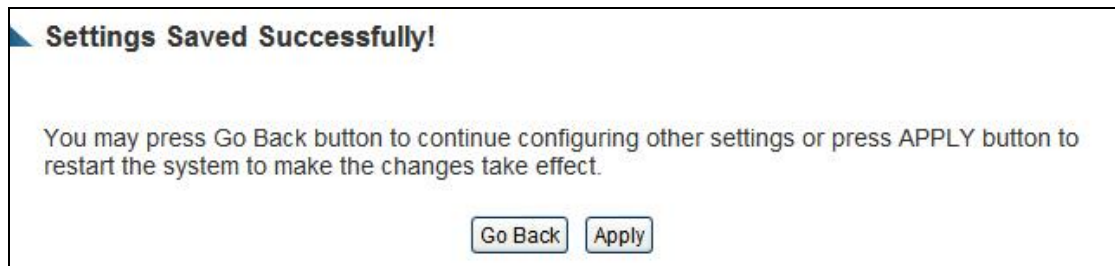 Settings Saved Successfully!
You may press Go Back button to continue configuring other settings or press APPLY button to
restart the system to make the changes take effect.
Go Back Apply